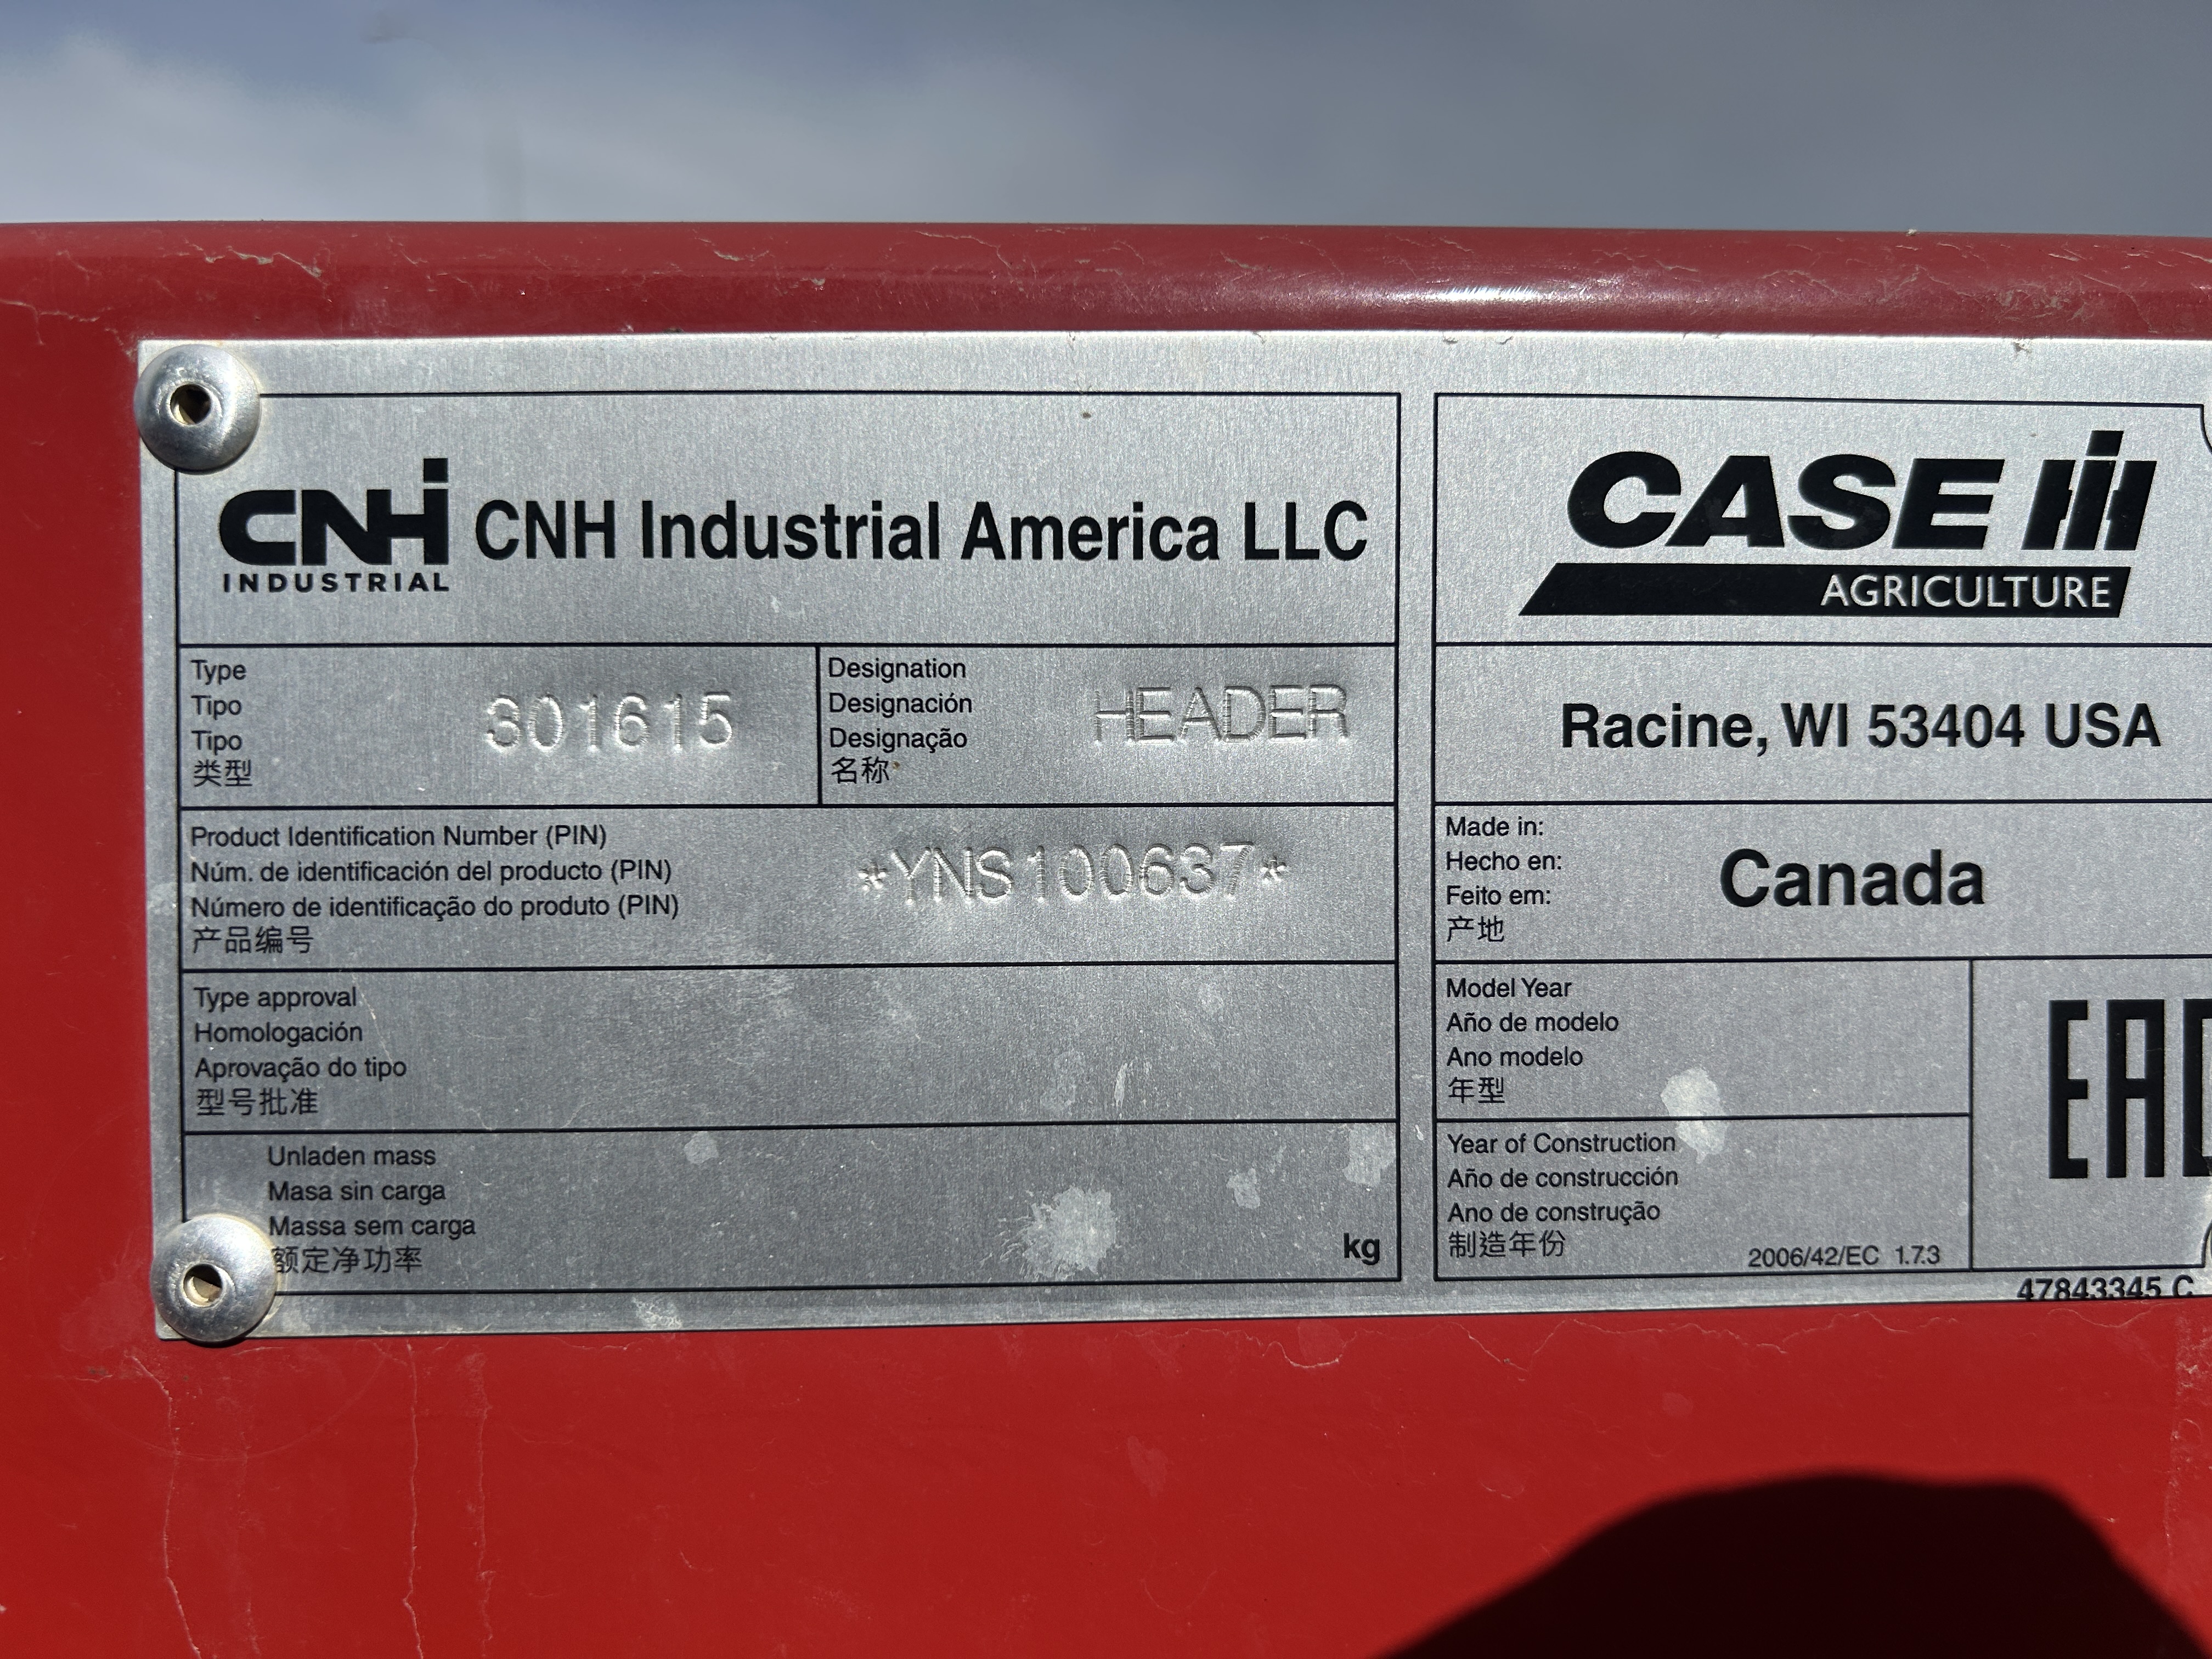 CNH
INDUSTRIAL
CNH Industrial America LLC
Type
Tipo
Tipo
类型
301615
Designation
Designación
Designação
名称
HEADER
Product Identification Number (PIN)
Núm. de identificación del producto (PIN)
Número de identificação do produto (PIN)
产品编号
*YNS100637*
Type approval
Homologación
Aprovação do tipo
型号批准
Unladen mass
Masa sin carga
Massa sem carga
额定净功率
kg
CASE IH
AGRICULTURE
Racine, WI 53404 USA
Made in:
Hecho en:
Feito em:
产地
Canada
Model Year
Año de modelo
Ano modelo
年型
Year of Construction
Año de construcción
Ano de construção
制造年份
2006/42/EC 1.7.3
EAC
47843345 C